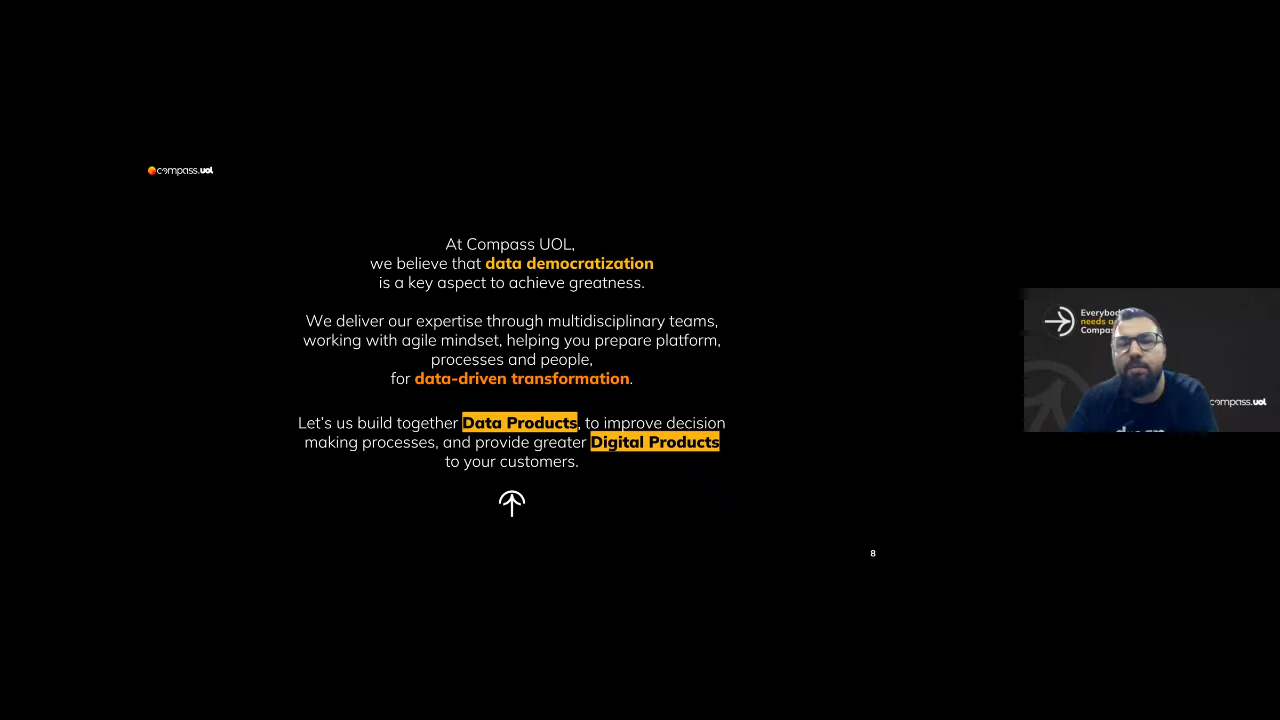 compass.uol
At Compass UOL,
we believe that data democratization
is a key aspect to achieve greatness.
We deliver our expertise through multidisciplinary teams,
working with agile mindset, helping you prepare platform,
processes and people,
for data-driven transformation.
Let's us build together Data Products, to improve decision
making processes, and provide greater Digital Products
to your customers.
8
needs a
compass.uol